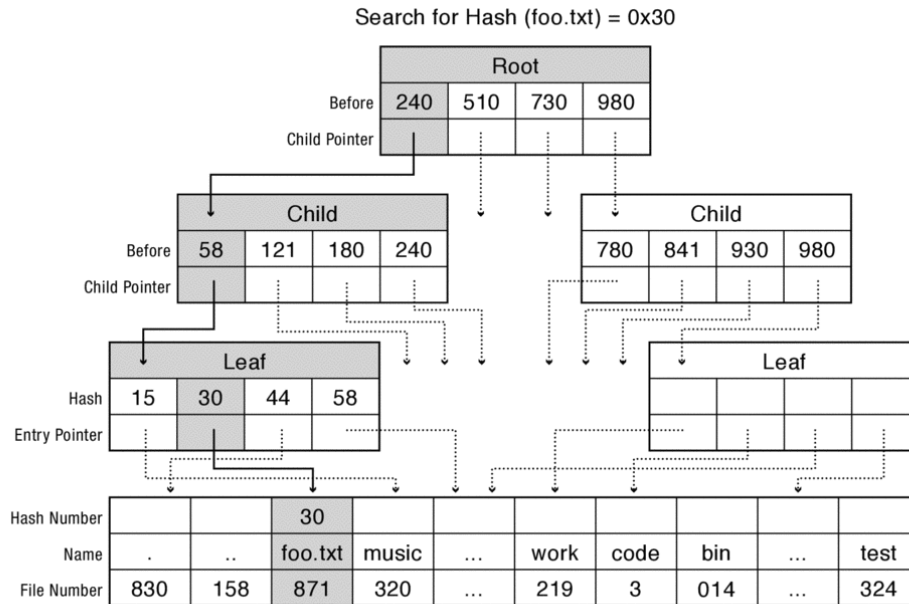 Search for Hash (foo.txt) = 0x30
Root
Before 240 510 730 980
Child Pointer
Child Child
Before 58 121 180 240 780 841 930 980
Child Pointer
Leaf Leaf
Hash 15 30 44 58
Entry Pointer
Hash Number 30
Name . .. foo.txt music ... work code bin ... test
File Number 830 158 871 320 ... 219 3 014 ... 324